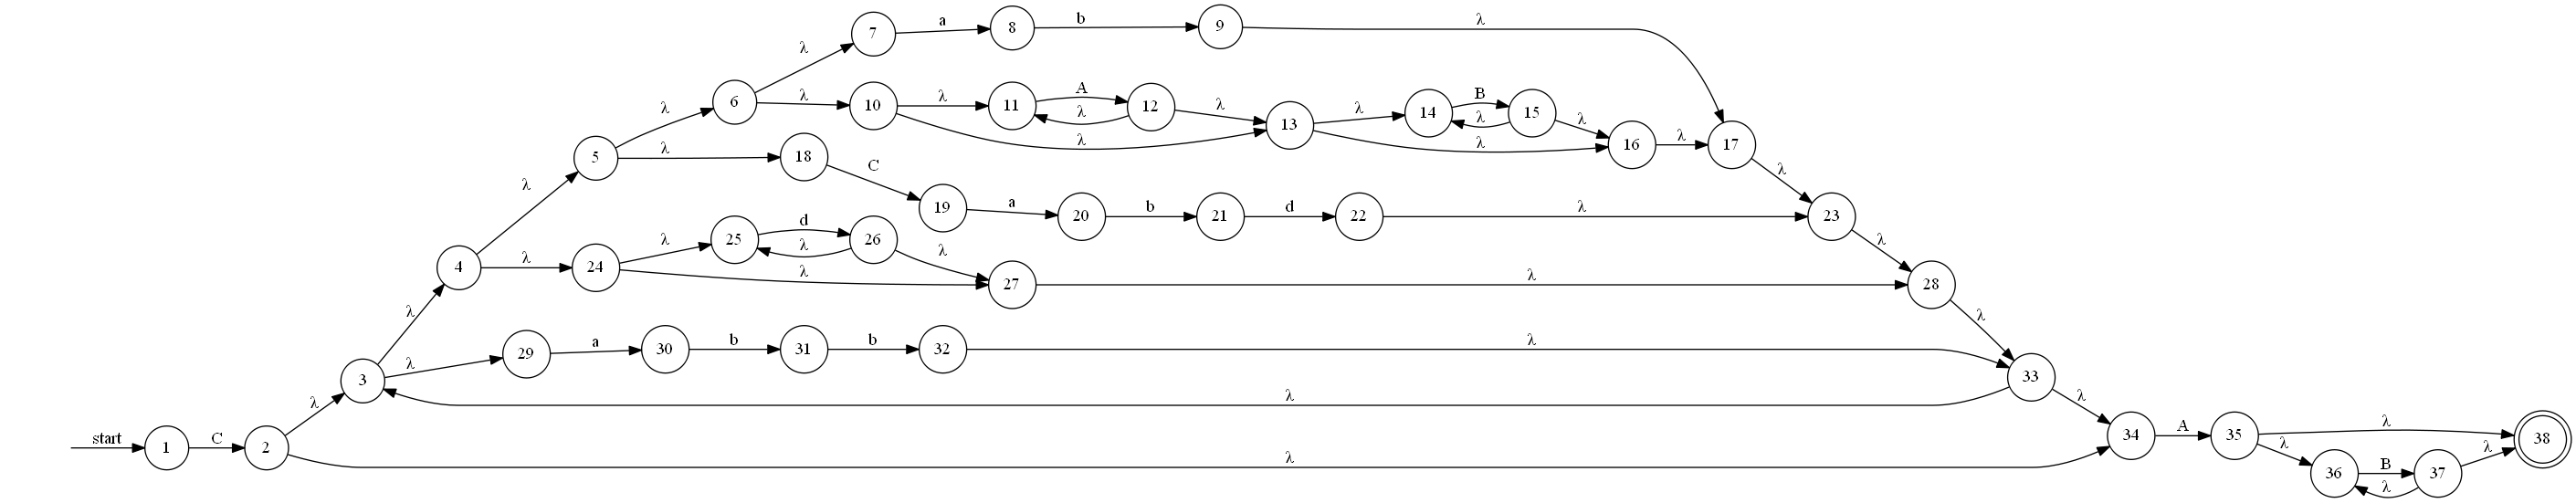 7 a 8 b 9 λ
λ
6 λ 10 λ 11 A 12 λ 13 λ 14 B 15 λ 16 λ 17
λ λ λ λ λ
λ
5 λ 18 C λ
19 a 20 b 21 d 22 λ 23
λ
4 λ 24 λ 25 d 26 λ λ
λ λ 27 λ 28
λ
3 λ 29 a 30 b 31 b 32 λ λ
33
λ λ
λ
start 1 C 2 34 A 35 λ 38
λ λ 36 B 37 λ
λ